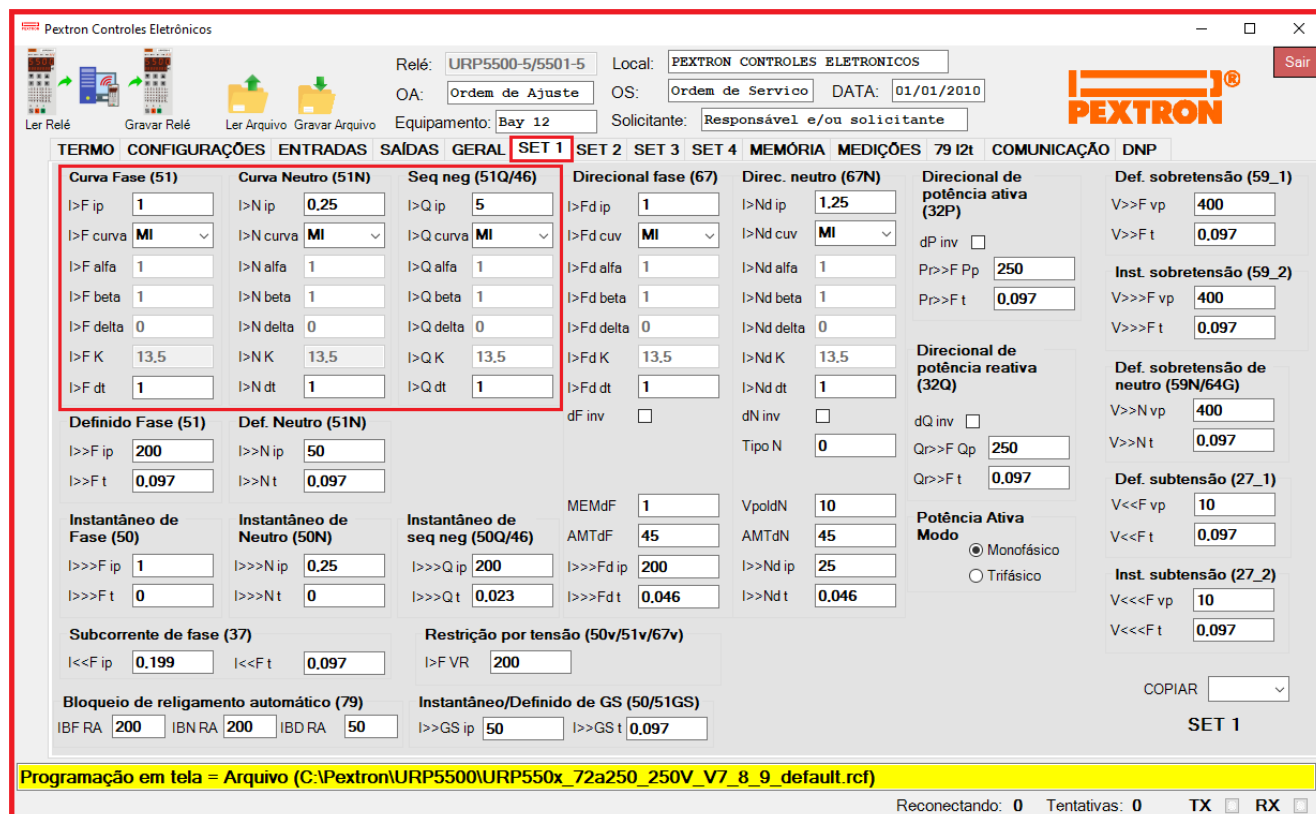 Pextron Controles Eletrônicos
Relé: URP5500-5/5501-5 Local: PEXTRON CONTROLES ELETRONICOS
Sair
OA: Ordem de Ajuste OS: Ordem de Servico DATA: 01/01/2010
PEXTRON®
Ler Relé Gravar Relé Ler Arquivo Gravar Arquivo Equipamento: Bay 12 Solicitante: Responsável e/ou solicitante
TERMO CONFIGURAÇÕES ENTRADAS SAÍDAS GERAL SET 1 SET 2 SET 3 SET 4 MEMÓRIA MEDIÇÕES 79 I2t COMUNICAÇÃO DNP
Curva Fase (51)
I>F ip 1
I>F curva MI
I>F alfa 1
I>F beta 1
I>F delta 0
I>F K 13,5
I>F dt 1
Curva Neutro (51N)
I>N ip 0,25
I>N curva MI
I>N alfa 1
I>N beta 1
I>N delta 0
I>N K 13,5
I>N dt 1
Seq neg (51Q/46)
I>Q ip 5
I>Q curva MI
I>Q alfa 1
I>Q beta 1
I>Q delta 0
I>Q K 13,5
I>Q dt 1
Direcional fase (67)
I>Fd ip 1
I>Fd cuv MI
I>Fd alfa 1
I>Fd beta 1
I>Fd delta 0
I>Fd K 13,5
I>Fd dt 1
dF inv
MEMdF 1
AMTdF 45
I>>>Fd ip 200
I>>>Fd t 0,046
Direc. neutro (67N)
I>Nd ip 1,25
I>Nd cuv MI
I>Nd alfa 1
I>Nd beta 1
I>Nd delta 0
I>Nd K 13,5
I>Nd dt 1
dN inv
Tipo N 0
VpoldN 10
AMTdN 45
I>>Nd ip 25
I>>Nd t 0,046
Direcional de
potência ativa
(32P)
dP inv
Pr>>F Pp 250
Pr>>F t 0,097
Direcional de
potência reativa
(32Q)
dQ inv
Qr>>F Qp 250
Qr>>F t 0,097
Potência Ativa
Modo
Monofásico
Trifásico
Def. sobretensão (59_1)
V>>F vp 400
V>>F t 0,097
Inst. sobretensão (59_2)
V>>>F vp 400
V>>>F t 0,097
Def. sobretensão de
neutro (59N/64G)
V>>N vp 400
V>>N t 0,097
Def. subtensão (27_1)
V<<F vp 10
V<<F t 0,097
Inst. subtensão (27_2)
V<<<F vp 10
V<<<F t 0,097
Definido Fase (51)
I>>F ip 200
I>>F t 0,097
Def. Neutro (51N)
I>>N ip 50
I>>N t 0,097
Instantâneo de
Fase (50)
I>>>F ip 1
I>>>F t 0
Instantâneo de
Neutro (50N)
I>>>N ip 0,25
I>>>N t 0
Instantâneo de
seq neg (50Q/46)
I>>>Q ip 200
I>>>Q t 0,023
Subcorrente de fase (37)
I<<F ip 0,199 I<<F t 0,097
Restrição por tensão (50v/51v/67v)
I>F VR 200
Bloqueio de religamento automático (79)
IBF RA 200 IBN RA 200 IBD RA 50
Instantâneo/Definido de GS (50/51GS)
I>>GS ip 50 I>>GS t 0,097
COPIAR
SET 1
Programação em tela = Arquivo (C:\Pextron\URP5500\URP550x_72a250_250V_V7_8_9_default.rcf)
Reconectando: 0 Tentativas: 0 TX RX